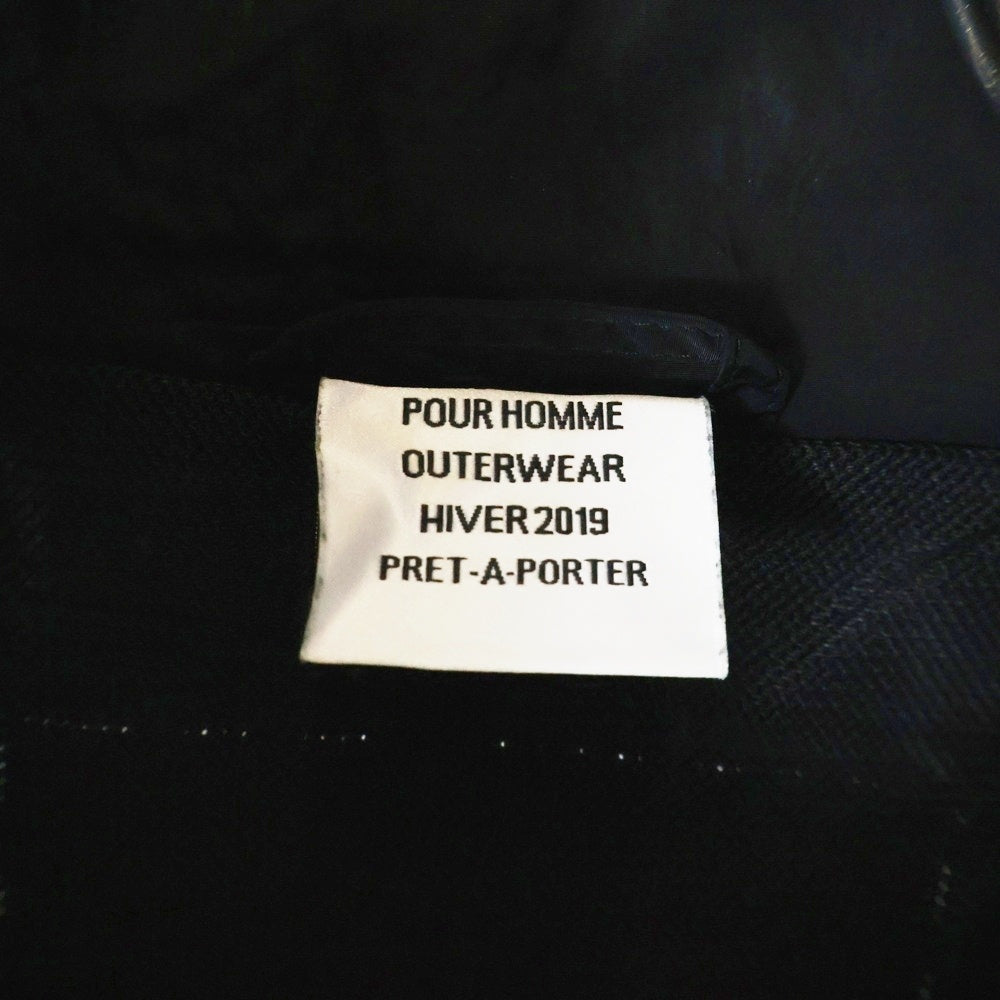 POUR HOMME
OUTERWEAR
HIVER 2019
PRET-A-PORTER